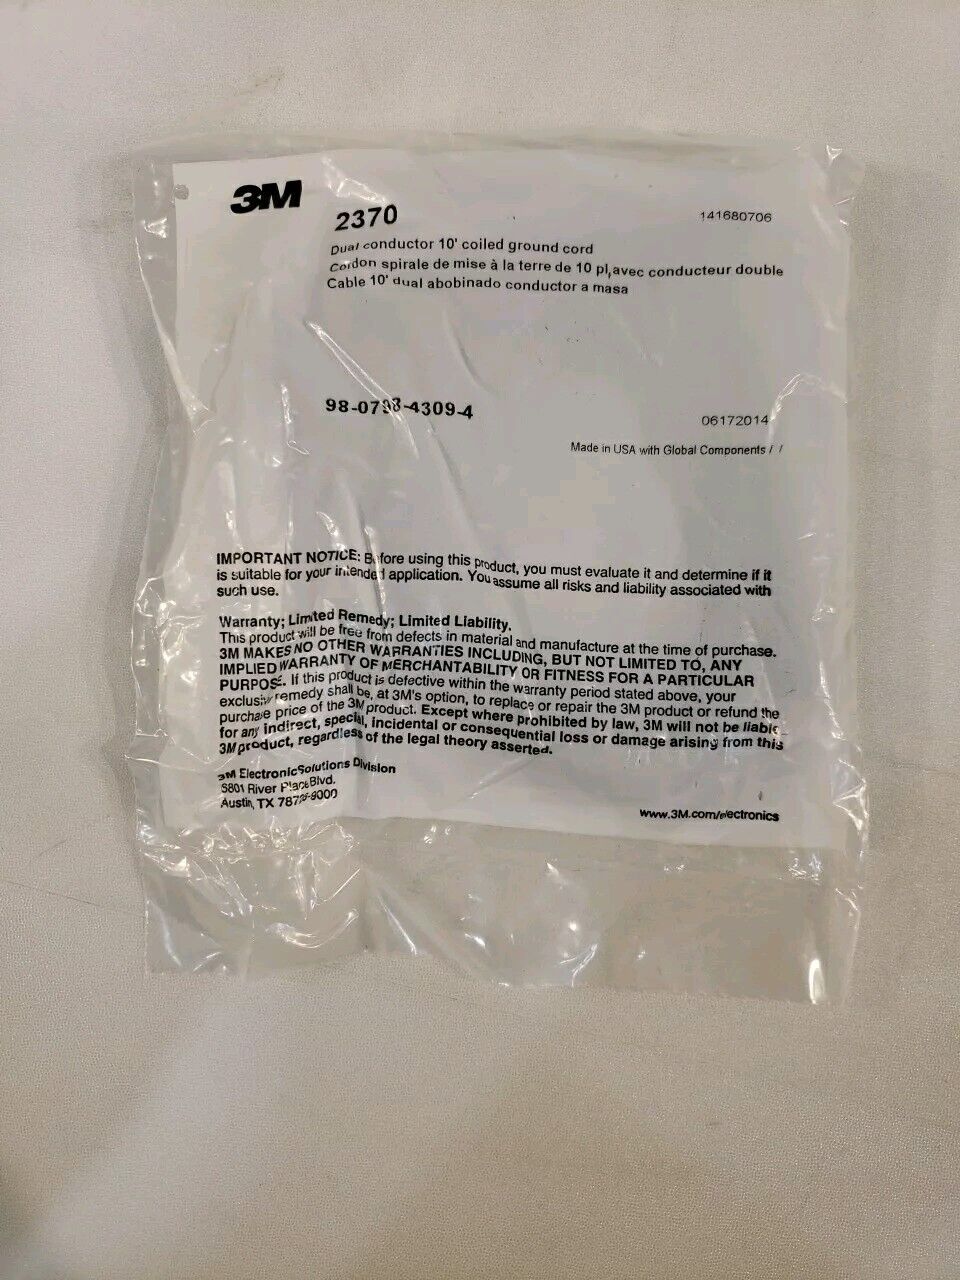 3M
2370
141680706
Dual conductor 10' coiled ground cord
Cordon spirale de mise à la terre de 10 pl,avec conducteur double
Cable 10' dual abobinado conductor a masa
98-0798-4309-4
06172014
Made in USA with Global Components / /
IMPORTANT NOTICE: Before using this product, you must evaluate it and determine if it
is suitable for your intended application. You assume all risks and liability associated with
such use.
Warranty; Limited Remedy; Limited Liability.
This product will be free from defects in material and manufacture at the time of purchase.
3M MAKES NO OTHER WARRANTIES INCLUDING, BUT NOT LIMITED TO, ANY
IMPLIED WARRANTY OF MERCHANTABILITY OR FITNESS FOR A PARTICULAR
PURPOSE. If this product is defective within the warranty period stated above, your
exclusive remedy shall be, at 3M's option, to replace or repair the 3M product or refund the
purchase price of the 3M product. Except where prohibited by law, 3M will not be liable
for any indirect, special, incidental or consequential loss or damage arising from this
3M product, regardless of the legal theory asserted.
3M Electronic Solutions Division
5801 River Place Blvd.
Austin, TX 78726-9000
www.3M.com/electronics